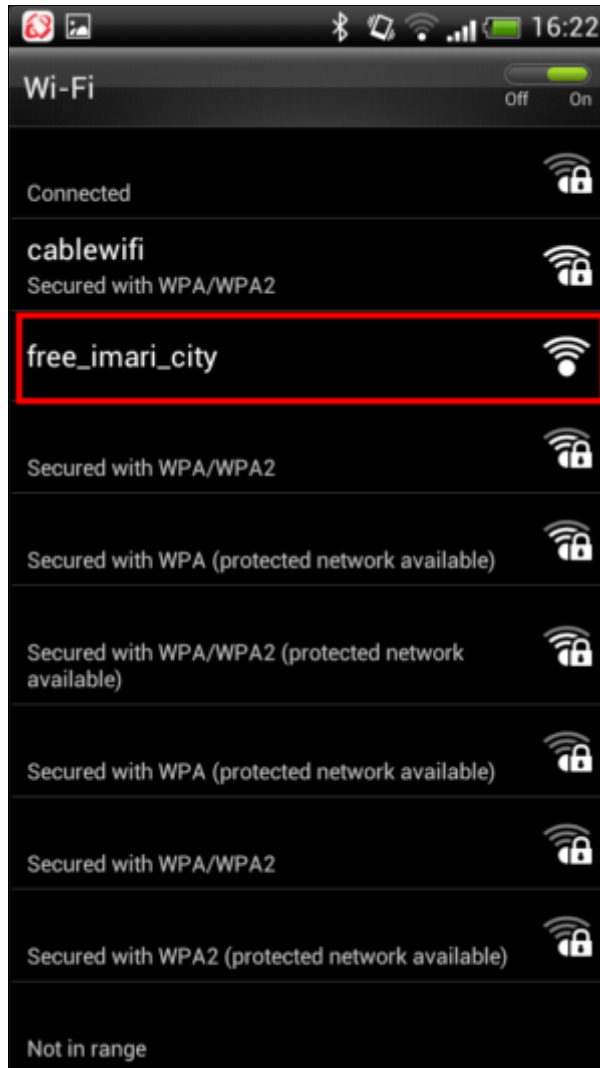 16:22
Wi-Fi
Off On
Connected
cablewifi
Secured with WPA/WPA2
free_imari_city
Secured with WPA/WPA2
Secured with WPA (protected network available)
Secured with WPA/WPA2 (protected network
available)
Secured with WPA (protected network available)
Secured with WPA/WPA2
Secured with WPA2 (protected network available)
Not in range